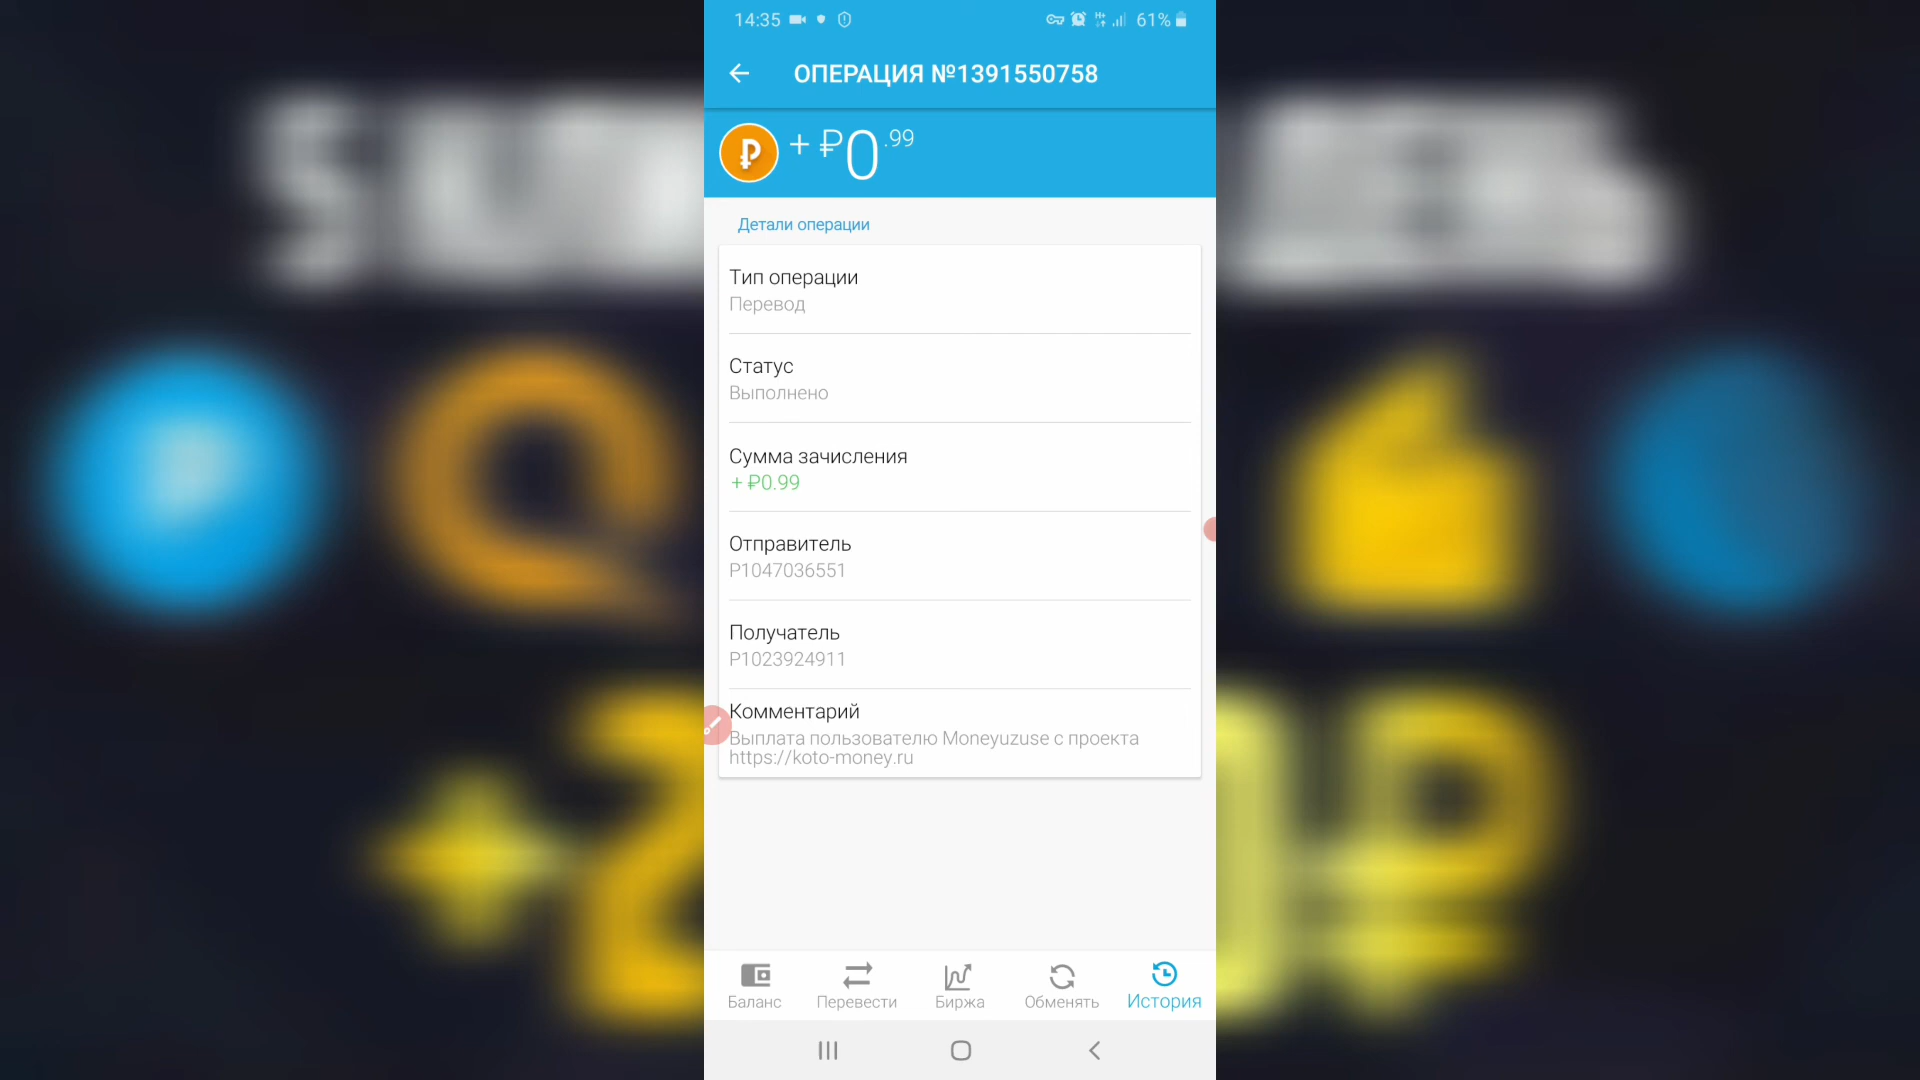 14:35
61%
ОПЕРАЦИЯ №1391550758
+ ₽0.99
Детали операции
Тип операции
Перевод
Статус
Выполнено
Сумма зачисления
+ ₽0.99
Отправитель
P1047036551
Получатель
P1023924911
Комментарий
Выплата пользователю Moneyuzuse с проекта
https://koto-money.ru
Баланс
Перевести
Биржа
Обменять
История